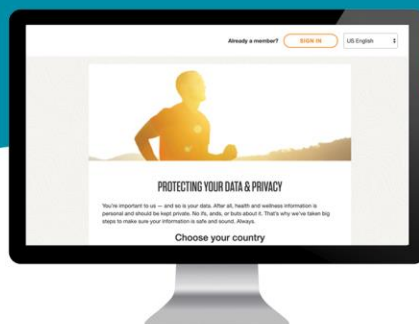 Already a member? SIGN IN US English
PROTECTING YOUR DATA & PRIVACY
You're important to us — and so is your data. After all, health and wellness information is
personal and should be kept private. No ifs, ands, or buts about it. That's why we've taken big
steps to make sure your information is safe and sound. Always.
Choose your country